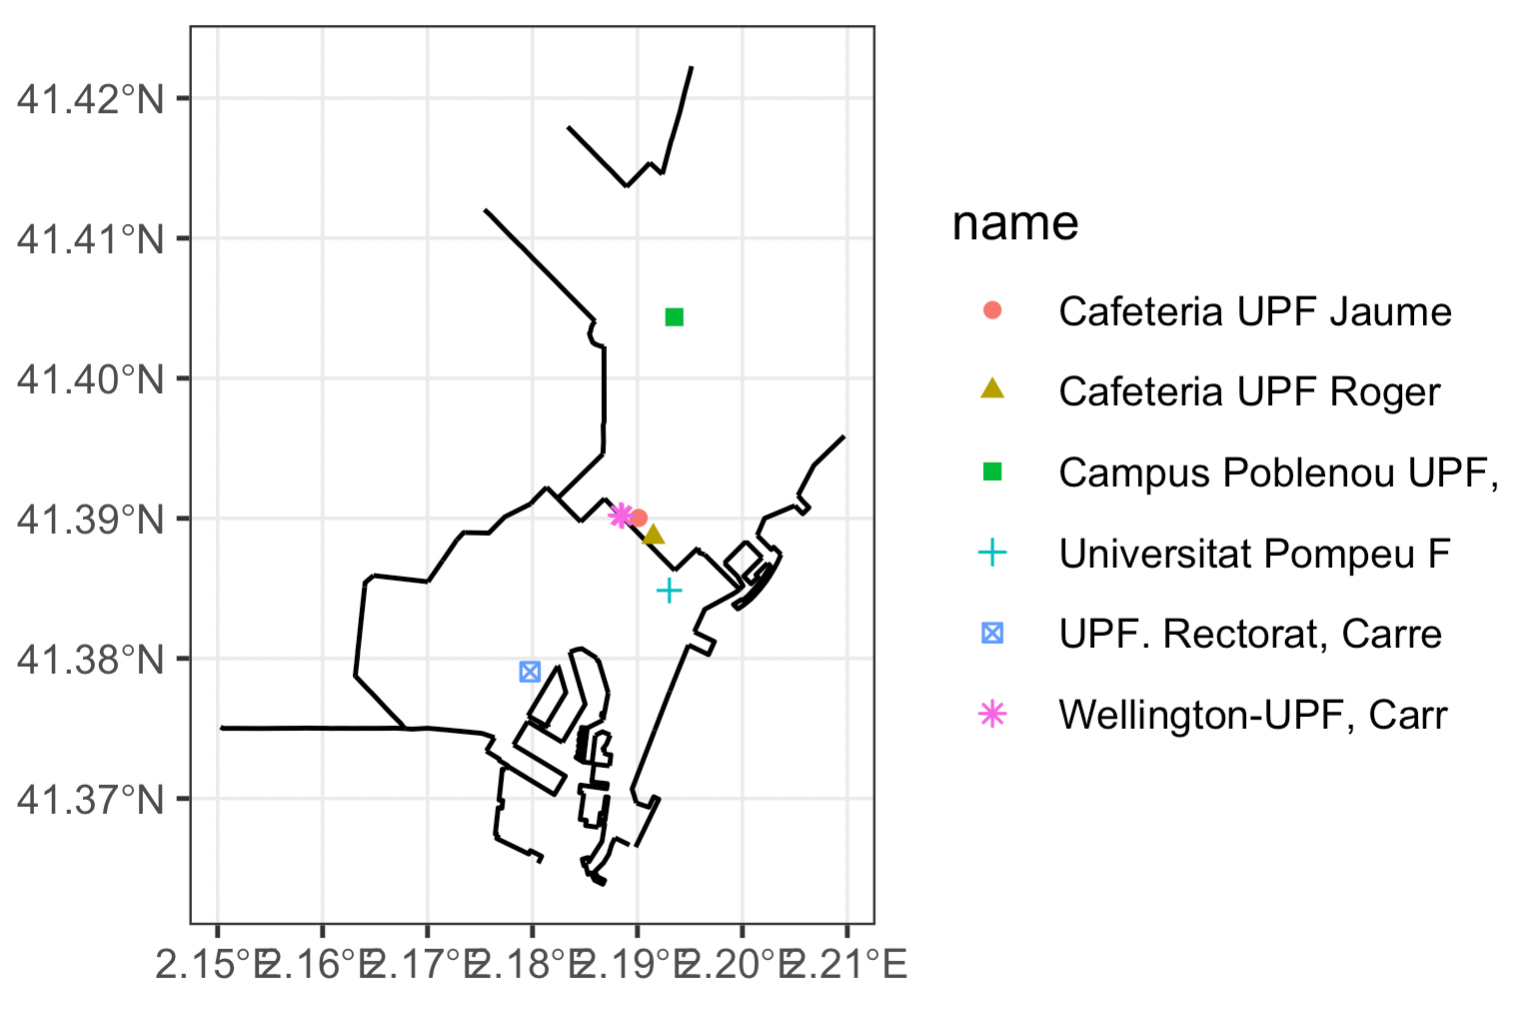 41.42°N
41.41°N
41.40°N
41.39°N
41.38°N
41.37°N
2.15°E 2.16°E 2.17°E 2.18°E 2.19°E 2.20°E 2.21°E
name
Cafeteria UPF Jaume
Cafeteria UPF Roger
Campus Poblenou UPF,
Universitat Pompeu F
UPF. Rectorat, Carre
Wellington-UPF, Carr